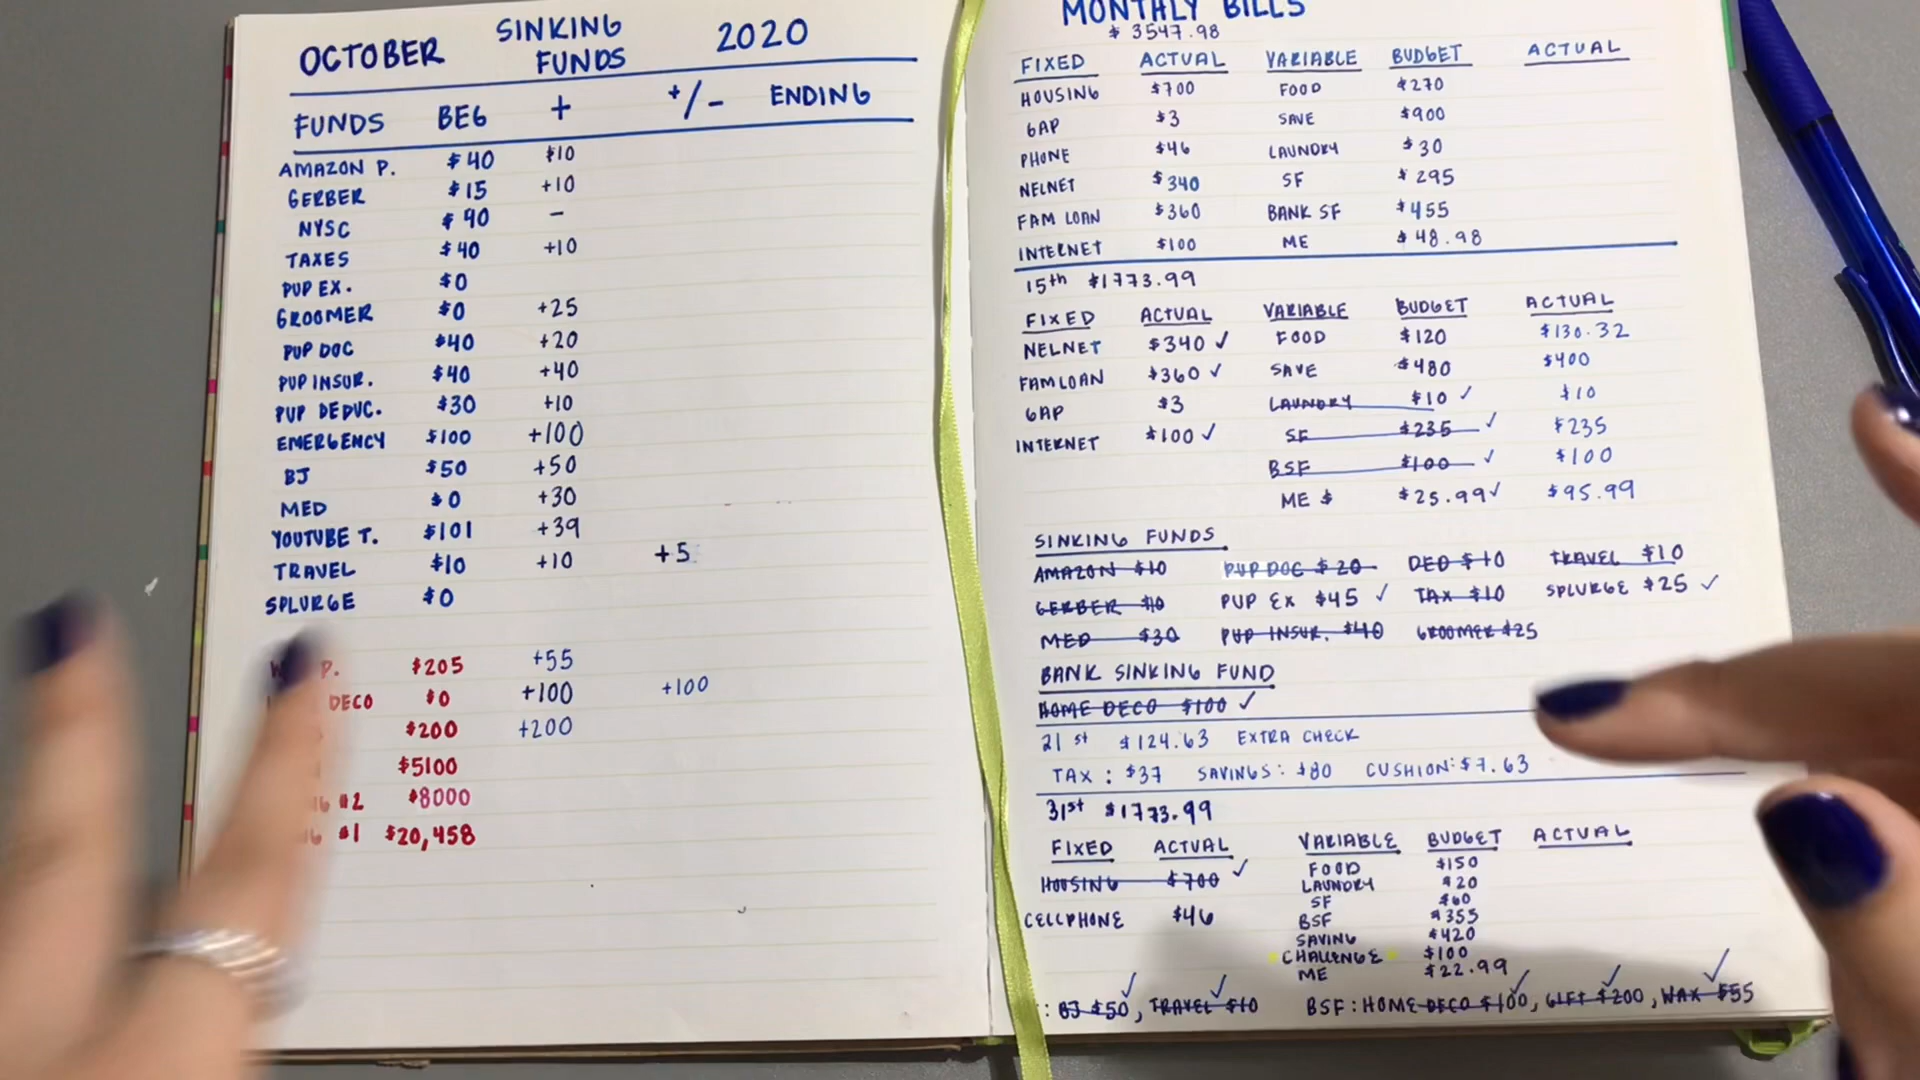 OCTOBER SINKING FUNDS 2020
FUNDS BEG + +/- ENDING
AMAZON P. $40 $10
GERBER $15 +10
NYSC $90 -
TAXES $40 +10
PUP EX. $0
GROOMER $0 +25
PUP DOC $40 +20
PUP INSUR. $40 +40
PUP DEDUC. $30 +10
EMERGENCY $100 +100
BJ $50 +50
MED $0 +30
YOUTUBE T. $101 +39
TRAVEL $10 +10 +5
SPLURGE $0
P. $205 +55
DECO $0 +100 +100
$200 +200
$5100
#2 $8000
#1 $20,458
MONTHLY BILLS
$3547.98
FIXED ACTUAL VARIABLE BUDGET ACTUAL
HOUSING $700 FOOD $270
GAP $3 SAVE $900
PHONE $46 LAUNDRY $30
NELNET $340 SF $295
FAM LOAN $360 BANK SF $455
INTERNET $100 ME $48.98
15th $1773.99
FIXED ACTUAL VARIABLE BUDGET ACTUAL
NELNET $340 ✓ FOOD $120 $130.32
FAM LOAN $360 ✓ SAVE $480 $400
GAP $3 LAUNDRY $10 ✓ $10
INTERNET $100 ✓ SF $235 ✓ $235
BSF $100 ✓ $100
ME $ $25.99 ✓ $95.99
SINKING FUNDS
AMAZON $10 PUP DOC $20 DED $10 TRAVEL $10
GERBER $10 PUP EX $45 ✓ TAX $10 SPLURGE $25 ✓
MED $30 PUP INSUR. $40 GROOMER $25
BANK SINKING FUND
HOME DECO $100 ✓
21st $124.63 EXTRA CHECK
TAX: $37 SAVINGS: $80 CUSHION: $7.63
31st $1773.99
FIXED ACTUAL VARIABLE BUDGET ACTUAL
HOUSING $700 ✓ FOOD $150
LAUNDRY $20
CELLPHONE $46 SF $60
BSF $355
SAVING $420
CHALLENGE $100
ME $22.99
: BJ $50 ✓, TRAVEL $10 ✓ BSF: HOME DECO $100 ✓, GIFT $200 ✓, WAX $55 ✓